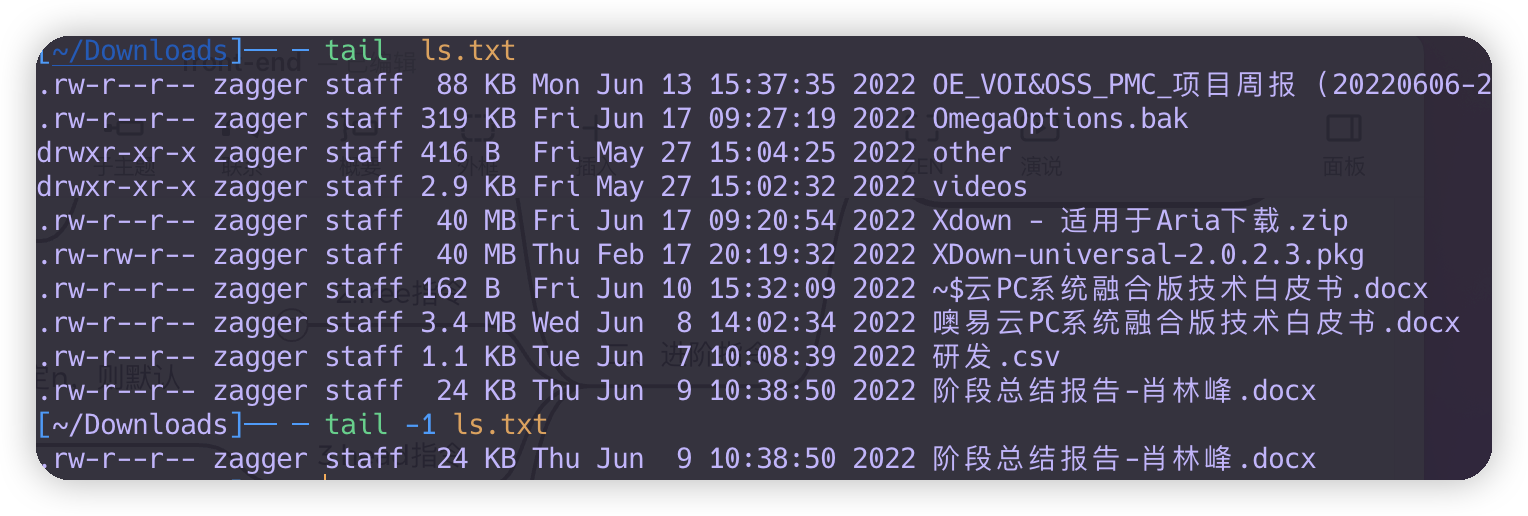 [~/Downloads]── ─ tail  ls.txt
.rw-r--r-- zagger staff  88 KB Mon Jun 13 15:37:35 2022 OE_VOI&OSS_PMC_项目周报 (20220606-2
.rw-r--r-- zagger staff 319 KB Fri Jun 17 09:27:19 2022 OmegaOptions.bak
drwxr-xr-x zagger staff 416 B  Fri May 27 15:04:25 2022 other
drwxr-xr-x zagger staff 2.9 KB Fri May 27 15:02:32 2022 videos
.rw-r--r-- zagger staff  40 MB Fri Jun 17 09:20:54 2022 Xdown - 适用于Aria下载.zip
.rw-rw-r-- zagger staff  40 MB Thu Feb 17 20:19:32 2022 XDown-universal-2.0.2.3.pkg
.rw-r--r-- zagger staff 162 B  Fri Jun 10 15:32:09 2022 ~$云PC系统融合版技术白皮书.docx
.rw-r--r-- zagger staff 3.4 MB Wed Jun  8 14:02:34 2022 噢易云PC系统融合版技术白皮书.docx
.rw-r--r-- zagger staff 1.1 KB Tue Jun  7 10:08:39 2022 研发.csv
.rw-r--r-- zagger staff  24 KB Thu Jun  9 10:38:50 2022 阶段总结报告-肖林峰.docx
[~/Downloads]── ─ tail -1 ls.txt
.rw-r--r-- zagger staff  24 KB Thu Jun  9 10:38:50 2022 阶段总结报告-肖林峰.docx